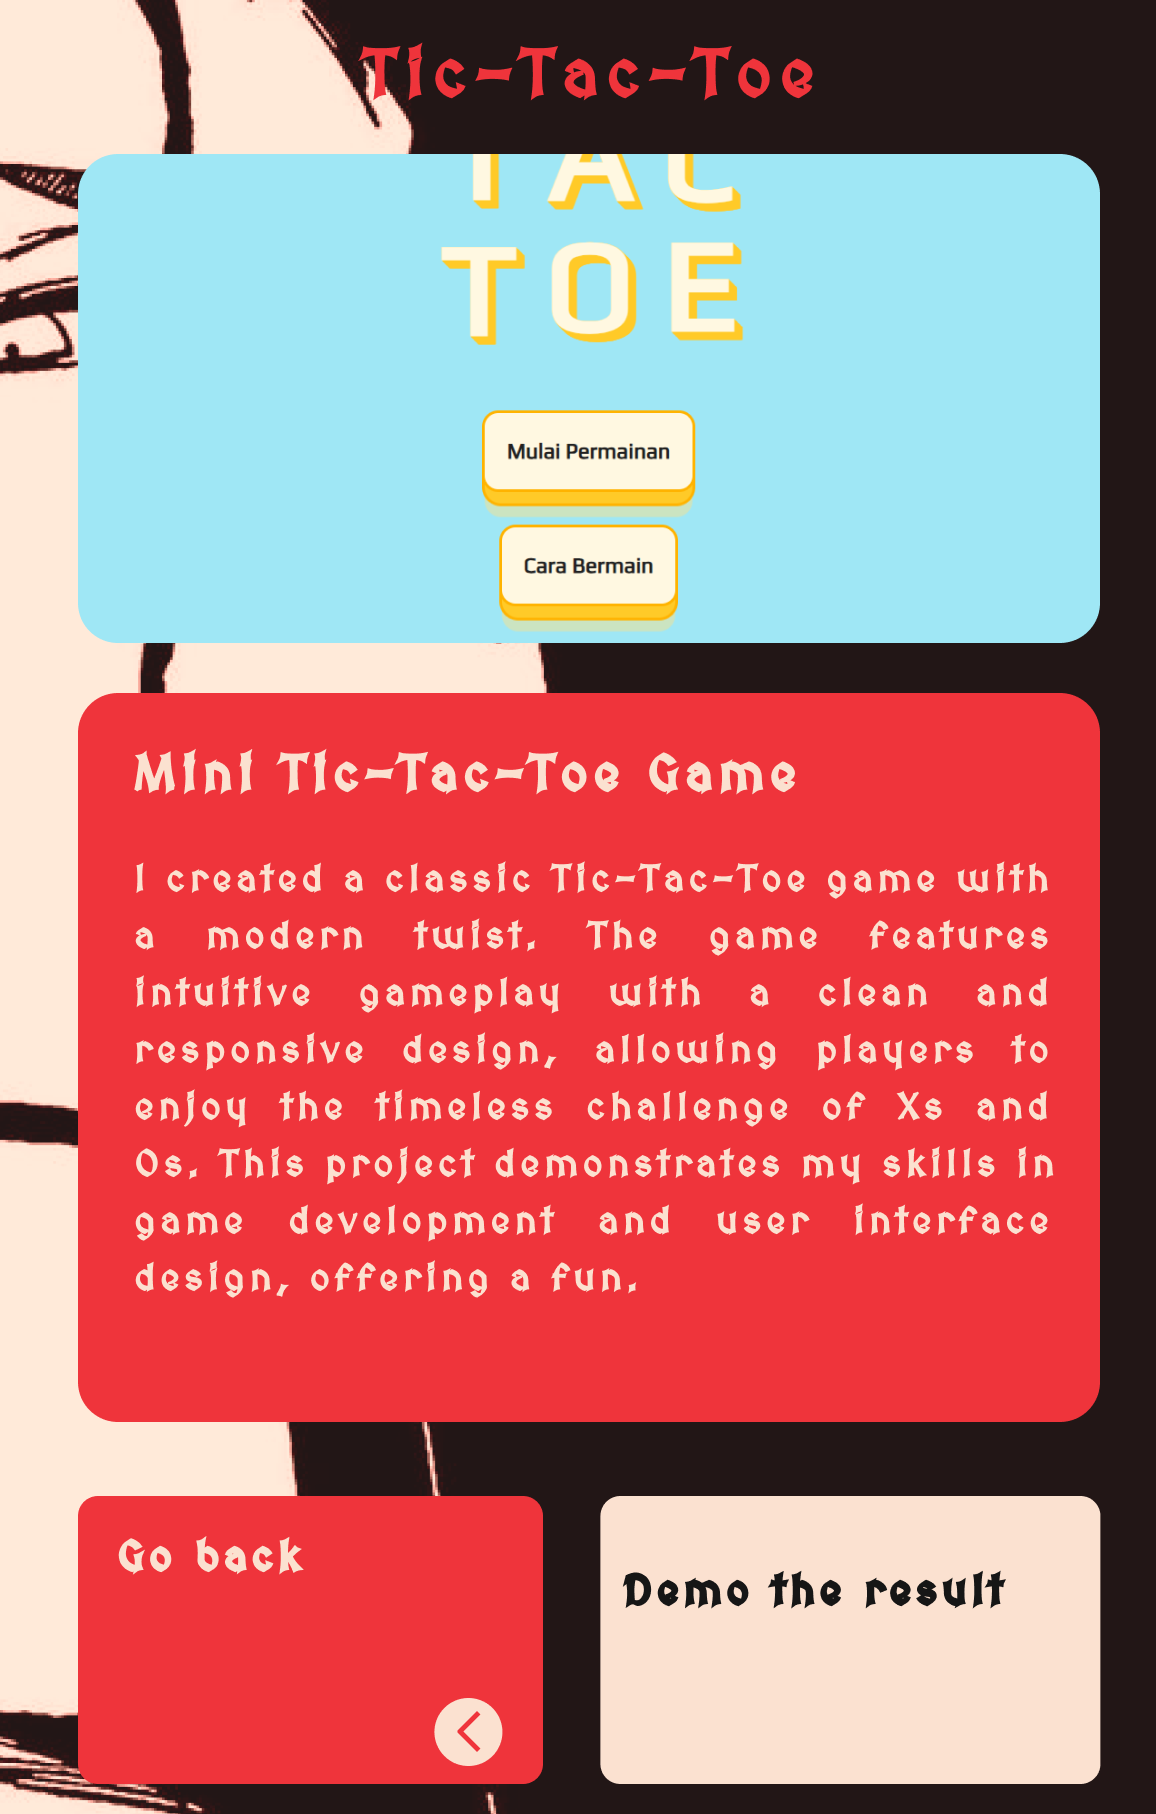 Tic-Tac-Toe
TAC
TOE
Mulai Permainan
Cara Bermain
Mini Tic-Tac-Toe Game
I created a classic Tic-Tac-Toe game with
a modern twist. The game features
intuitive gameplay with a clean and
responsive design, allowing players to
enjoy the timeless challenge of Xs and
Os. This project demonstrates my skills in
game development and user interface
design, offering a fun.
Go back
Demo the result